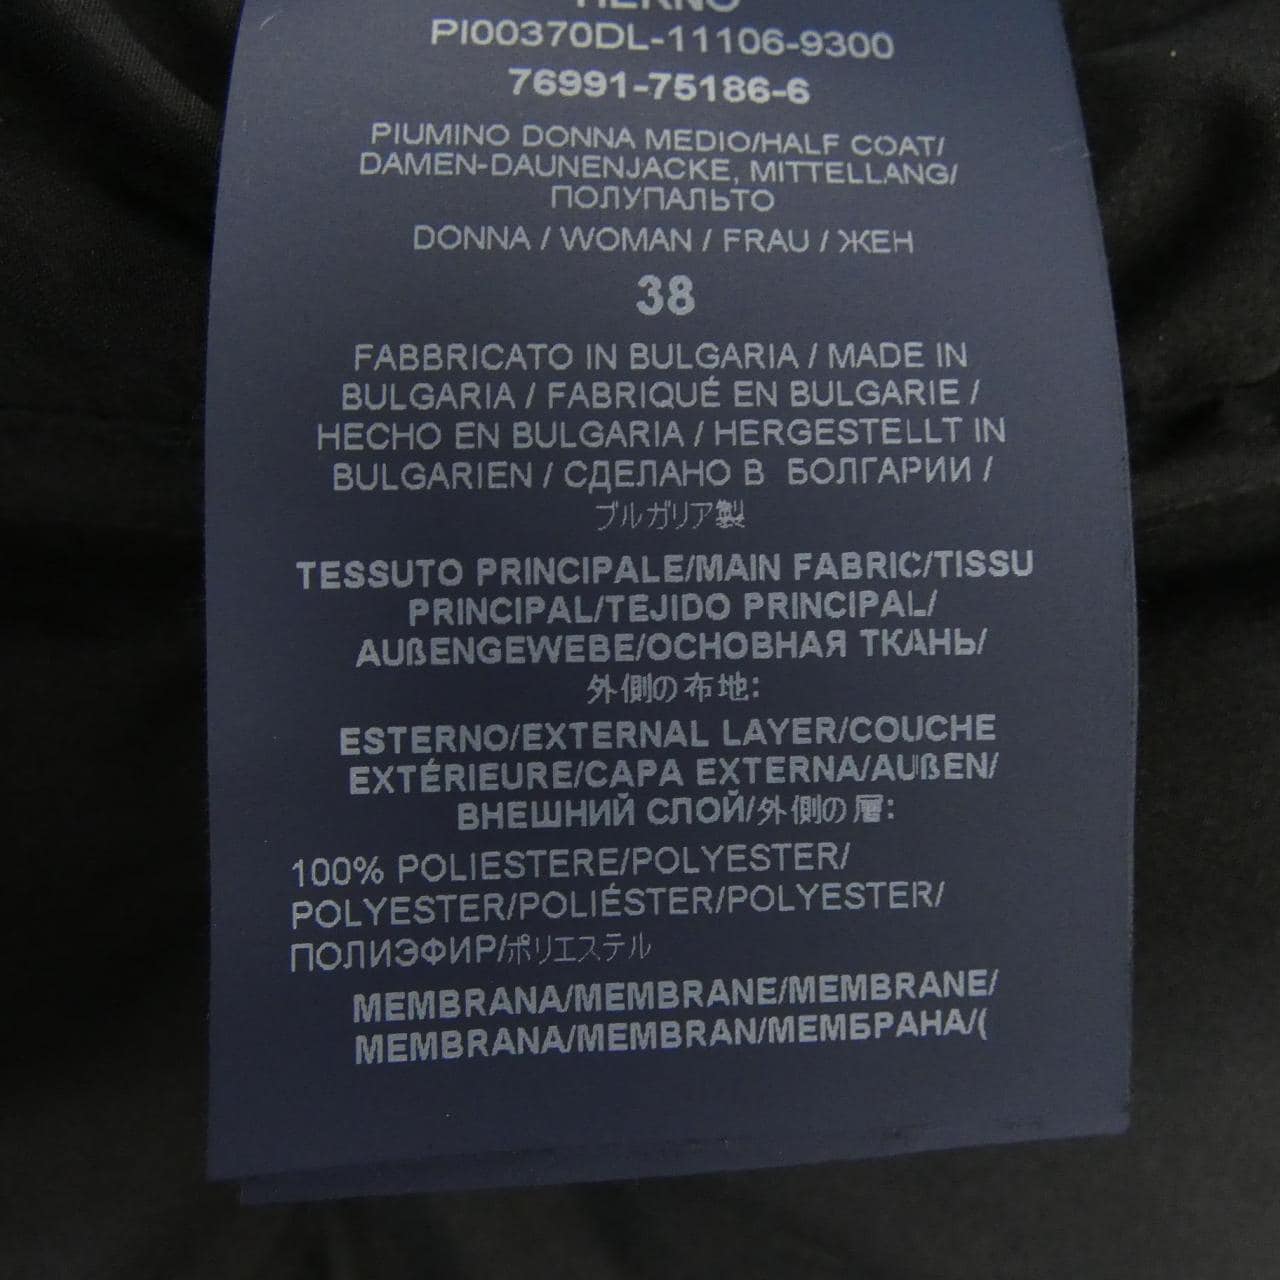 HERNO
PI00370DL-11106-9300
76991-75186-6
PIUMINO DONNA MEDIO/HALF COAT/
DAMEN-DAUNENJACKE, MITTELLANG/
ПОЛУПАЛЬТО
DONNA / WOMAN / FRAU / ЖЕН
38
FABBRICATO IN BULGARIA / MADE IN
BULGARIA / FABRIQUÉ EN BULGARIE /
HECHO EN BULGARIA / HERGESTELLT IN
BULGARIEN / СДЕЛАНО В БОЛГАРИИ /
ブルガリア製
TESSUTO PRINCIPALE/MAIN FABRIC/TISSU
PRINCIPAL/TEJIDO PRINCIPAL/
AUßENGEWEBE/ОСНОВНАЯ ТКАНЬ/
外側の布地:
ESTERNO/EXTERNAL LAYER/COUCHE
EXTÉRIEURE/CAPA EXTERNA/AUßEN/
ВНЕШНИЙ СЛОЙ/外側の層:
100% POLIESTERE/POLYESTER/
POLYESTER/POLIÉSTER/POLYESTER/
ПОЛИЭФИР/ポリエステル
MEMBRANA/MEMBRANE/MEMBRANE/
MEMBRANA/MEMBRAN/МЕМБРАНА/(